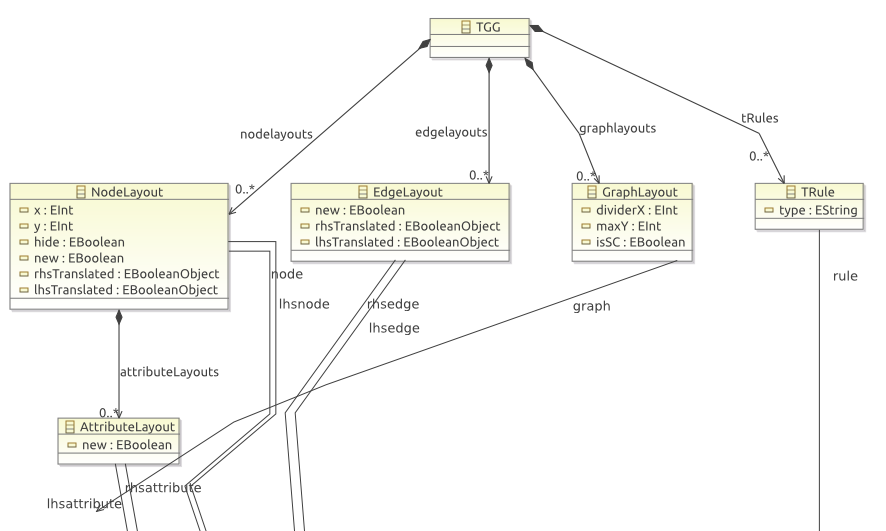 TGG
nodelayouts
edgelayouts
graphlayouts
tRules
0..*
0..*
0..*
0..*
NodeLayout
x : EInt
y : EInt
hide : EBoolean
new : EBoolean
rhsTranslated : EBooleanObject
lhsTranslated : EBooleanObject
EdgeLayout
new : EBoolean
rhsTranslated : EBooleanObject
lhsTranslated : EBooleanObject
GraphLayout
dividerX : EInt
maxY : EInt
isSC : EBoolean
TRule
type : EString
node
lhsnode
rhsedge
lhsedge
graph
rule
attributeLayouts
0..*
AttributeLayout
new : EBoolean
rhsattribute
lhsattribute